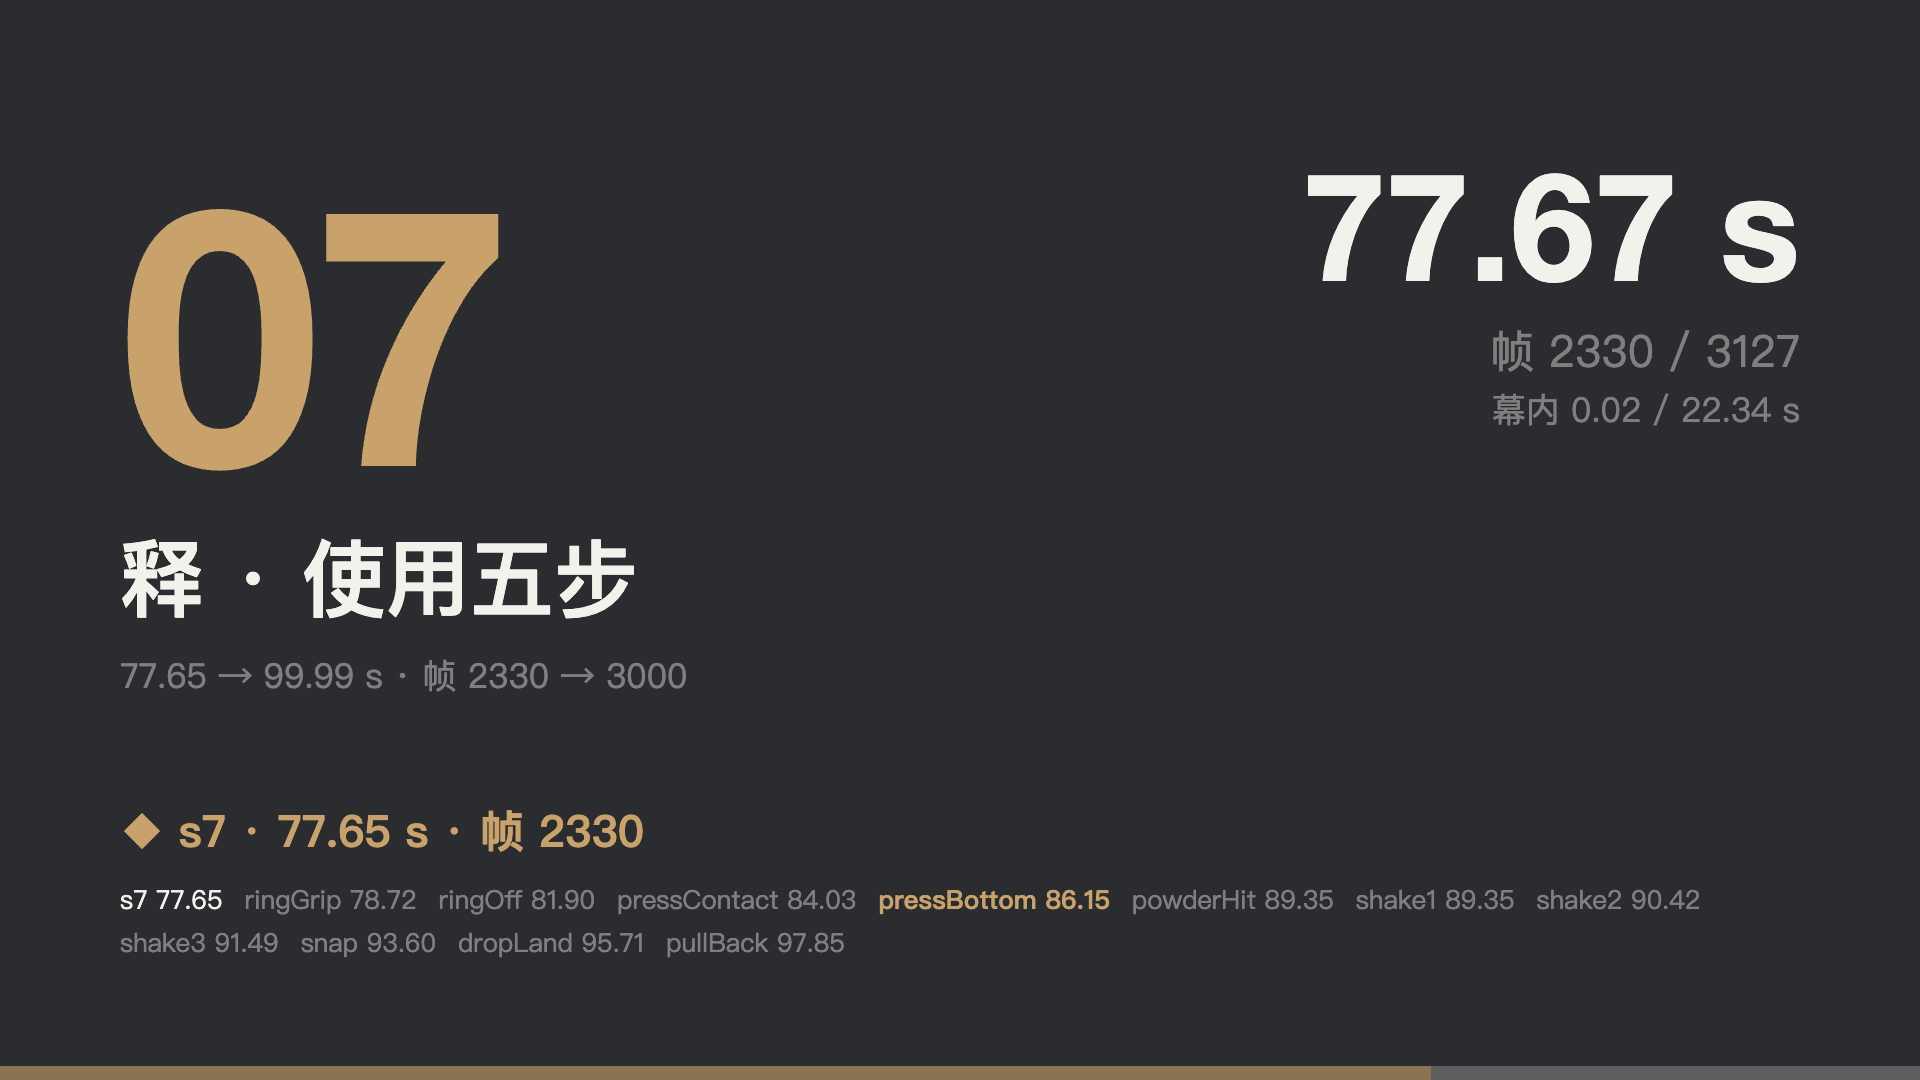 07
77.67 s
帧 2330 / 3127
幕内 0.02 / 22.34 s
释 · 使用五步
77.65 → 99.99 s · 帧 2330 → 3000
◆ s7 · 77.65 s · 帧 2330
s7 77.65 ringGrip 78.72 ringOff 81.90 pressContact 84.03 pressBottom 86.15 powderHit 89.35 shake1 89.35 shake2 90.42
shake3 91.49 snap 93.60 dropLand 95.71 pullBack 97.85